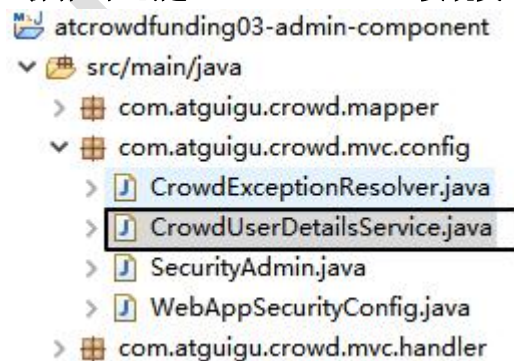 atcrowdfunding03-admin-component
src/main/java
com.atguigu.crowd.mapper
com.atguigu.crowd.mvc.config
CrowdExceptionResolver.java
CrowdUserDetailsService.java
SecurityAdmin.java
WebAppSecurityConfig.java
com.atguigu.crowd.mvc.handler